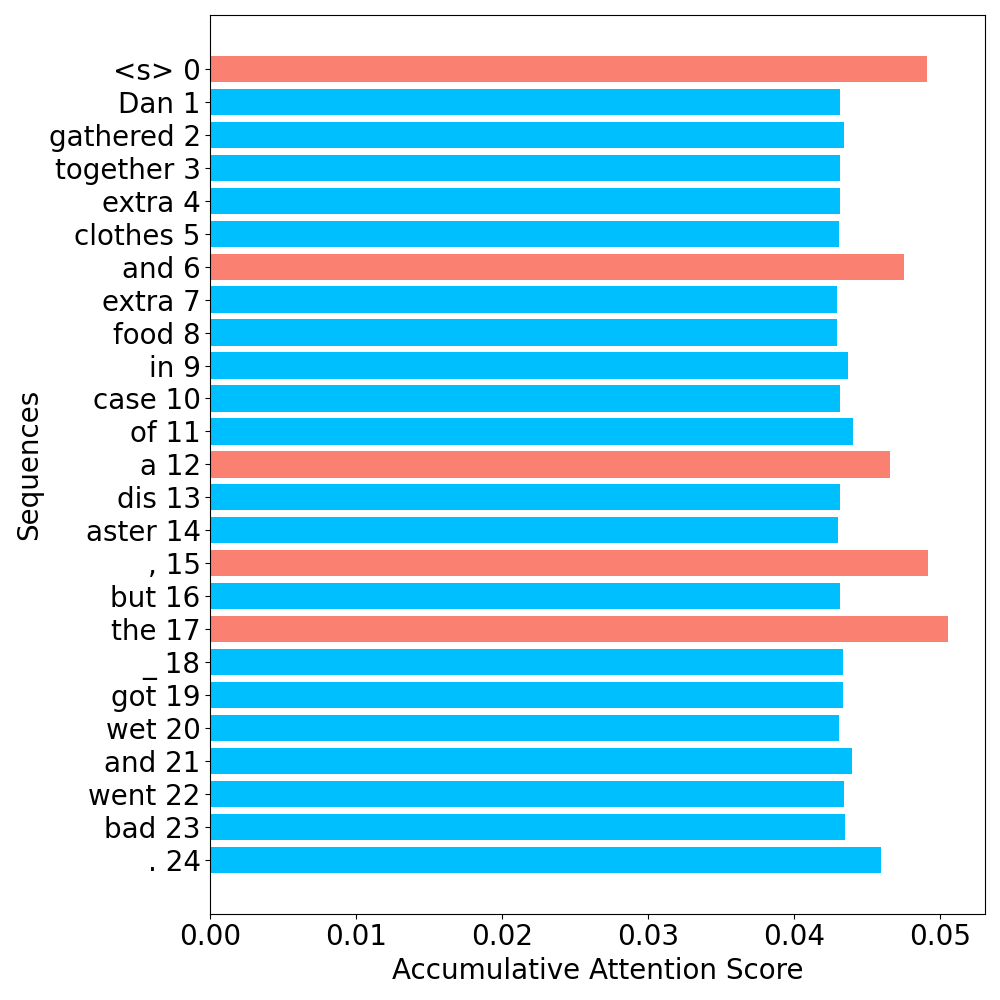 <s> 0
Dan 1
gathered 2
together 3
extra 4
clothes 5
and 6
extra 7
food 8
in 9
case 10
of 11
a 12
dis 13
aster 14
, 15
but 16
the 17
_ 18
got 19
wet 20
and 21
went 22
bad 23
. 24
Sequences
0.00 0.01 0.02 0.03 0.04 0.05
Accumulative Attention Score